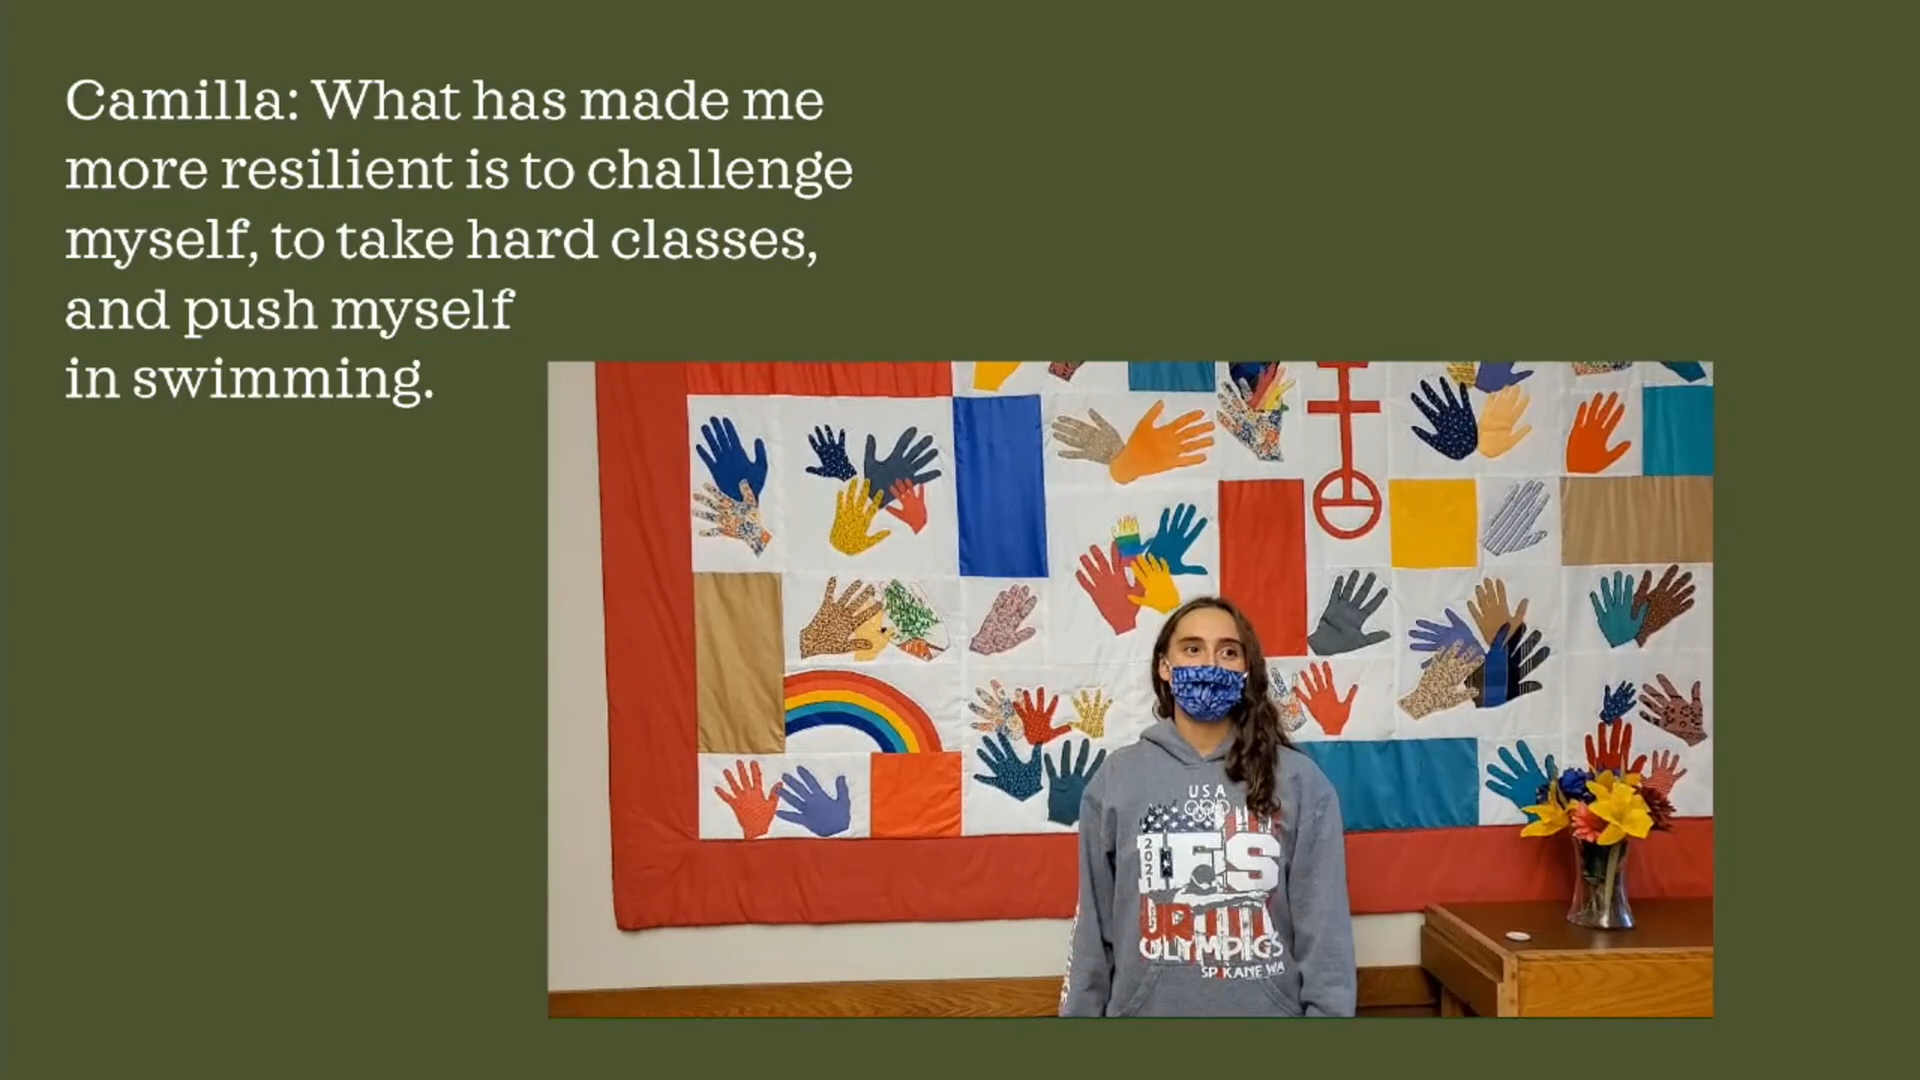 Camilla: What has made me
more resilient is to challenge
myself, to take hard classes,
and push myself
in swimming.
USA
2021
OLYMPICS
SPOKANE WA